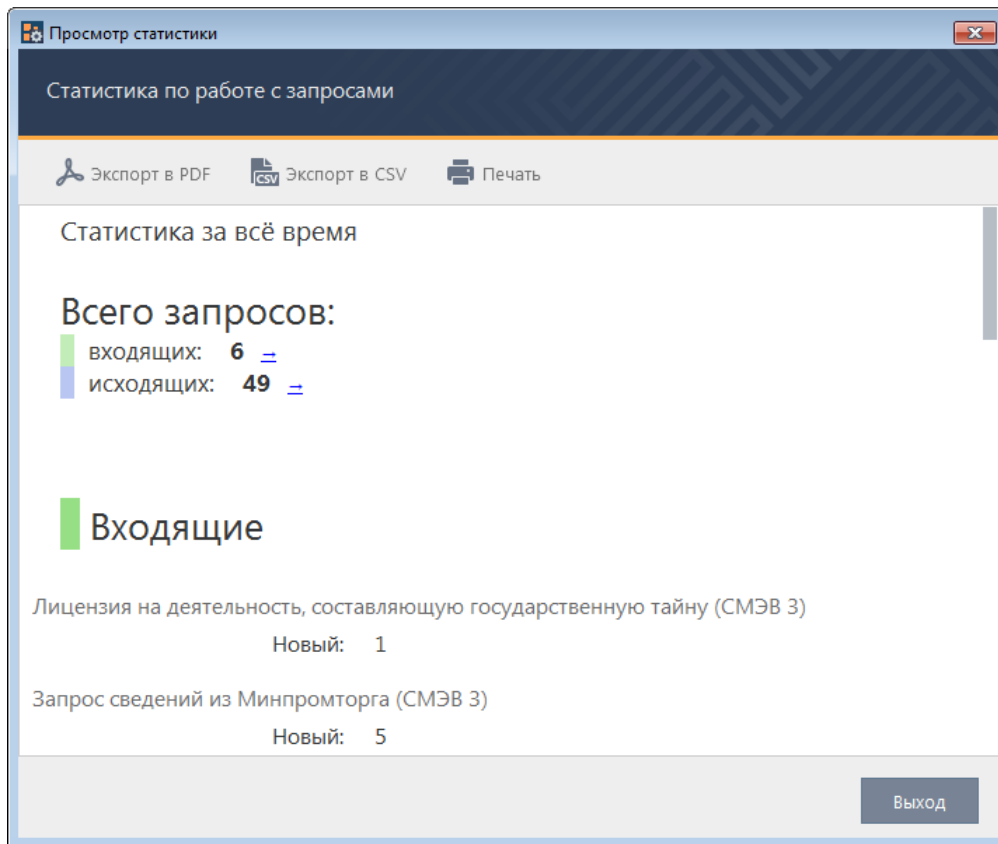 Просмотр статистики
Статистика по работе с запросами
Экспорт в PDF CSV Экспорт в CSV Печать
Статистика за всё время
Всего запросов:
входящих: 6 →
исходящих: 49 →
Входящие
Лицензия на деятельность, составляющую государственную тайну (СМЭВ 3)
Новый: 1
Запрос сведений из Минпромторга (СМЭВ 3)
Новый: 5
Выход